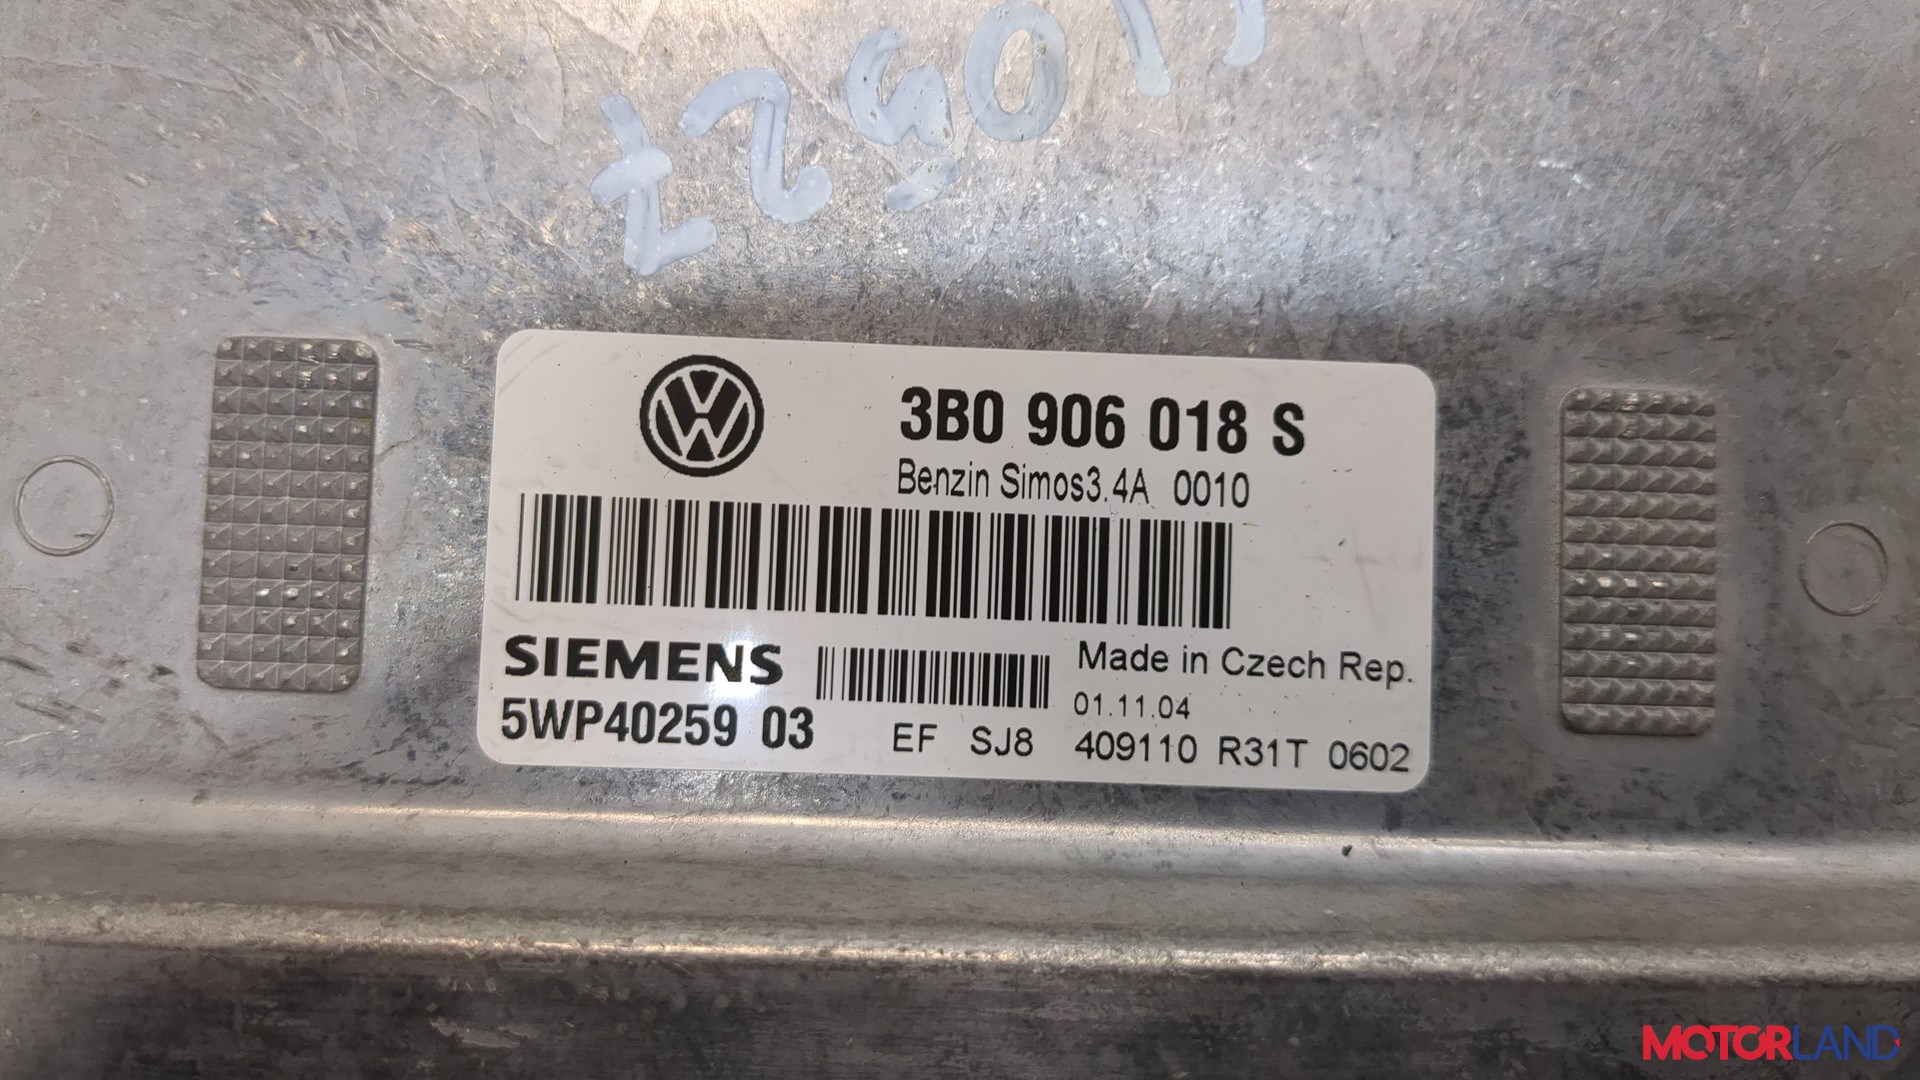 3B0 906 018 S
Benzin Simos3.4A 0010
SIEMENS
Made in Czech Rep.
01.11.04
5WP40259 03
EF SJ8 409110 R31T 0602
MOTORLAND